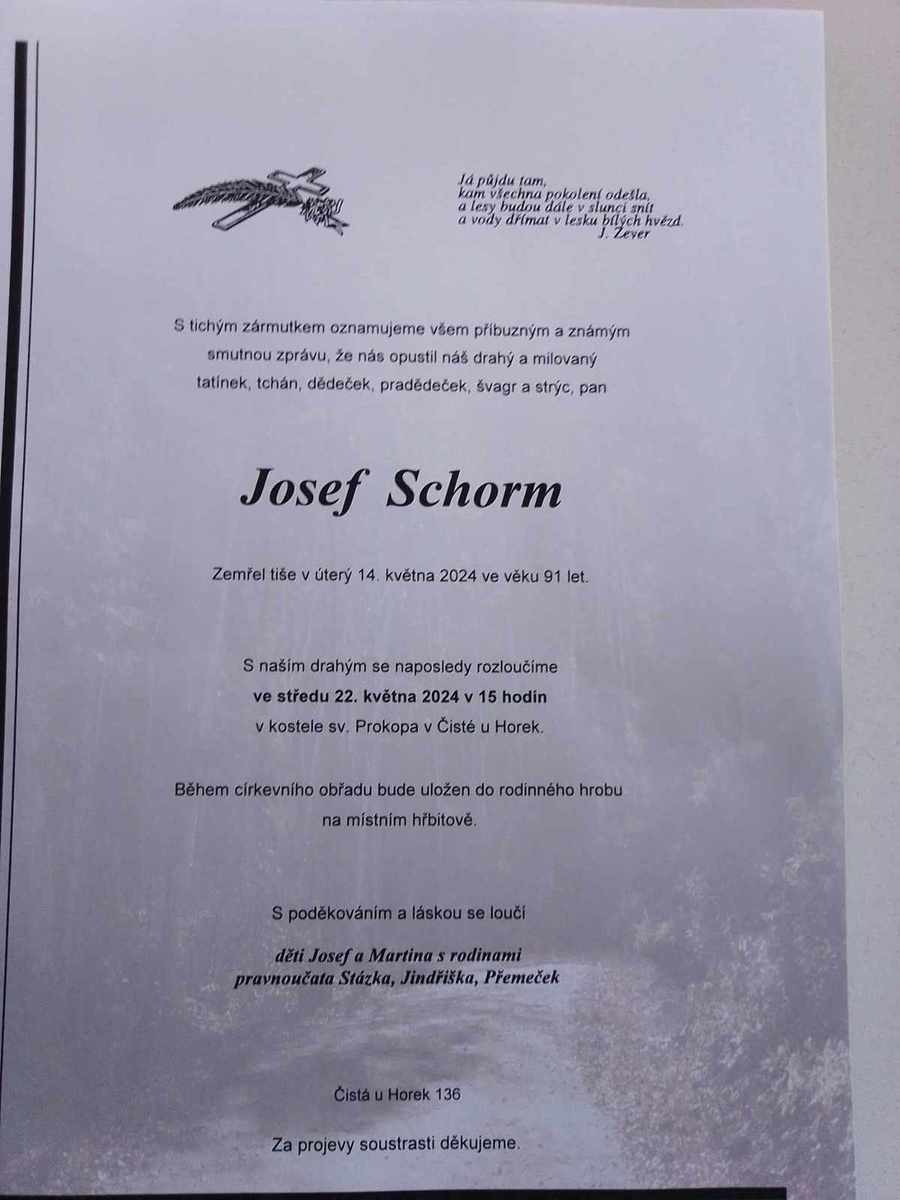 Já půjdu tam,
kam všechna pokolení odešla,
a lesy budou dále v slunci snít
a vody dřímat v lesku bílých hvězd.
J. Zeyer
S tichým zármutkem oznamujeme všem příbuzným a známým
smutnou zprávu, že nás opustil náš drahý a milovaný
tatínek, tchán, dědeček, pradědeček, švagr a strýc, pan
Josef Schorm
Zemřel tiše v úterý 14. května 2024 ve věku 91 let.
S naším drahým se naposledy rozloučíme
ve středu 22. května 2024 v 15 hodin
v kostele sv. Prokopa v Čisté u Horek.
Během církevního obřadu bude uložen do rodinného hrobu
na místním hřbitově.
S poděkováním a láskou se loučí
děti Josef a Martina s rodinami
pravnoučata Stázka, Jindřiška, Přemeček
Čistá u Horek 136
Za projevy soustrasti děkujeme.